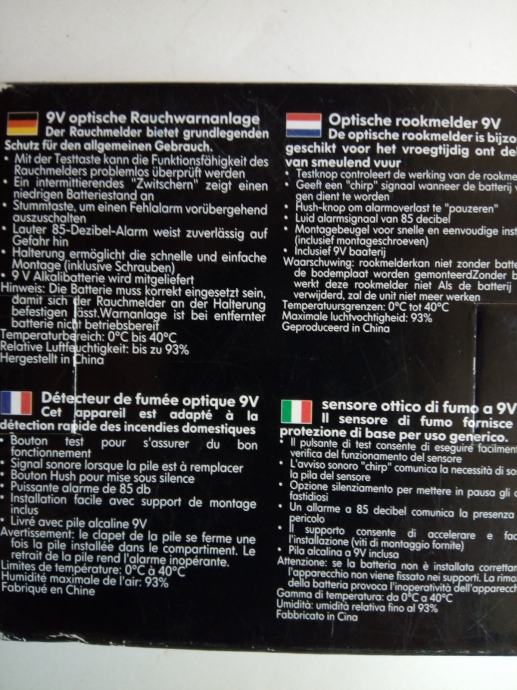 9V optische Rauchwarnanlage
Der Rauchmelder bietet grundlegenden
Schutz für den allgemeinen Gebrauch.
• Mit der Testtaste kann die Funktionsfähigkeit des
Rauchmelders problemlos überprüft werden
• Ein intermittierendes "Zwitschern" zeigt einen
niedrigen Batteriestand an
• Stummtaste, um einen Fehlalarm vorübergehend
auszuschalten
• Lauter 85-Dezibel-Alarm weist zuverlässig auf
Gefahr hin
• Halterung ermöglicht die schnelle und einfache
Montage (inklusive Schrauben)
• 9 V Alkalibatterie wird mitgeliefert
Hinweis: Die Batterie muss korrekt eingesetzt sein,
damit sich der Rauchmelder an der Halterung
befestigen lässt.Warnanlage ist bei entfernter
batterie nicht betriebsbereit
Temperaturbereich: 0°C bis 40°C
Relative Luftfeuchtigkeit: bis zu 93%
Hergestellt in China
Optische rookmelder 9V
De optische rookmelder is bijzo
geschikt voor het vroegtijdig ont de
van smeulend vuur
• Testknop controleert de werking van de rookme
• Geeft een "chirp" signaal wanneer de batterij
gen dient te worden
• Hush-knop om alarmoverlast te "pauzeren"
• Luid alarmsignaal van 85 decibel
• Montagebeugel voor snelle en eenvoudige inst
(inclusief montageschroeven)
• Inclusief 9V baaterij
Waarschuwing: rookmelderkan niet zonder batte
de bodemplaat worden gemonteerdZonder b
werkt deze rookmelder niet Als de batterij
verwijderd, zal de unit niet meer werken
Temperatuursgrenzen: 0°C tot 40°C
Maximale luchtvochtigheid: 93%
Geproduceerd in China
Détecteur de fumée optique 9V
Cet appareil est adapté à la
détection rapide des incendies domestiques
• Bouton test pour s'assurer du bon
fonctionnement
• Signal sonore lorsque la pile est à remplacer
• Bouton Hush pour mise sous silence
• Puissante alarme de 85 db
• Installation facile avec support de montage
inclus
• Livré avec pile alcaline 9V
Avertissement: le clapet de la pile se ferme une
fois la pile installée dans le compartiment. Le
retrait de la pile rend l'alarme inopérante.
Limites de température: 0°C à 40°C
Humidité maximale de l'air: 93%
Fabriqué en Chine
sensore ottico di fumo a 9V
Il sensore di fumo fornisce
protezione di base per uso generico.
• Il pulsante di test consente di eseguire facilment
verifica del funzionamento del sensore
• L'avviso sonoro "chirp" comunica la necessità di so
la pila del sensore
• Opzione silenziamento per mettere in pausa gli a
fastidiosi
• Un allarme a 85 decibel comunica la presenza
pericolo
• Il supporto consente di accelerare e fac
l'installazione (viti di montaggio fornite)
• Pila alcalina a 9V inclusa
Attenzione: se la batteria non è installata correttam
l'apparecchio non viene fissato nei supporti. La rimo
della batteria provoca l'inoperatività dell'apparecch
Gamma di temperatura: da 0°C a 40°C
Umidità: umidità relativa fino al 93%
Fabbricato in Cina